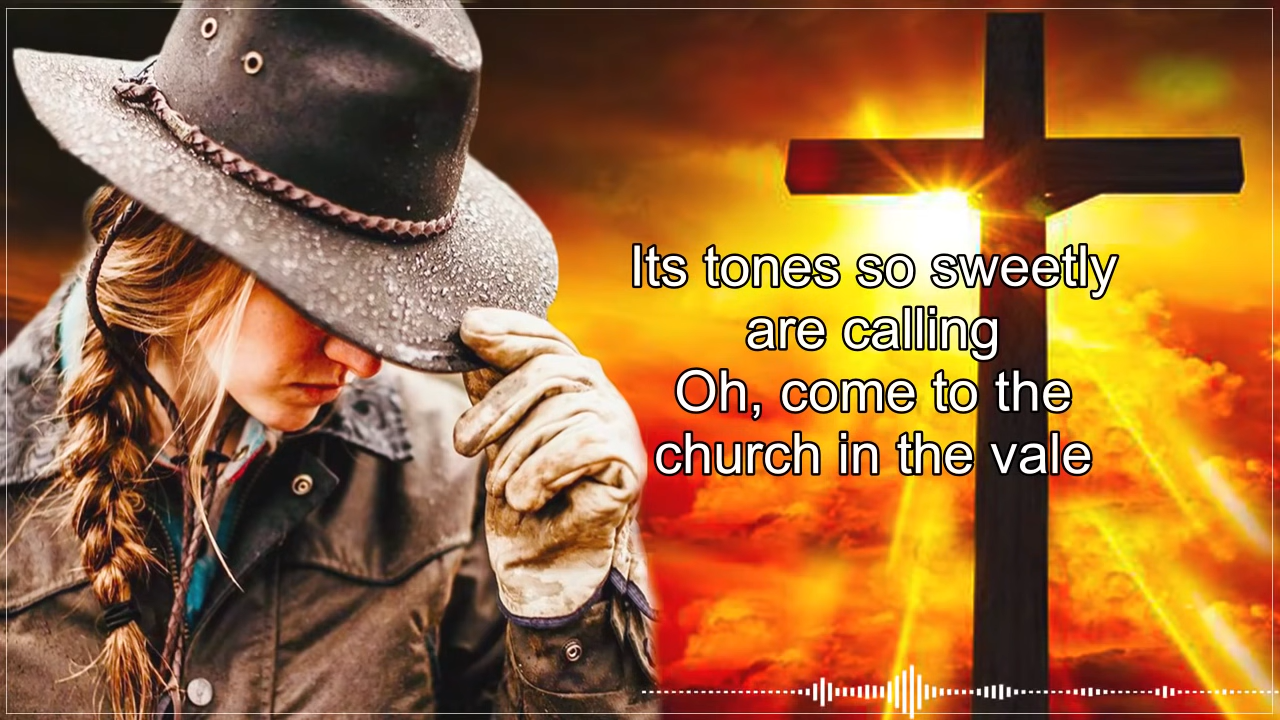 Its tones so sweetly
are calling
Oh, come to the
church in the vale